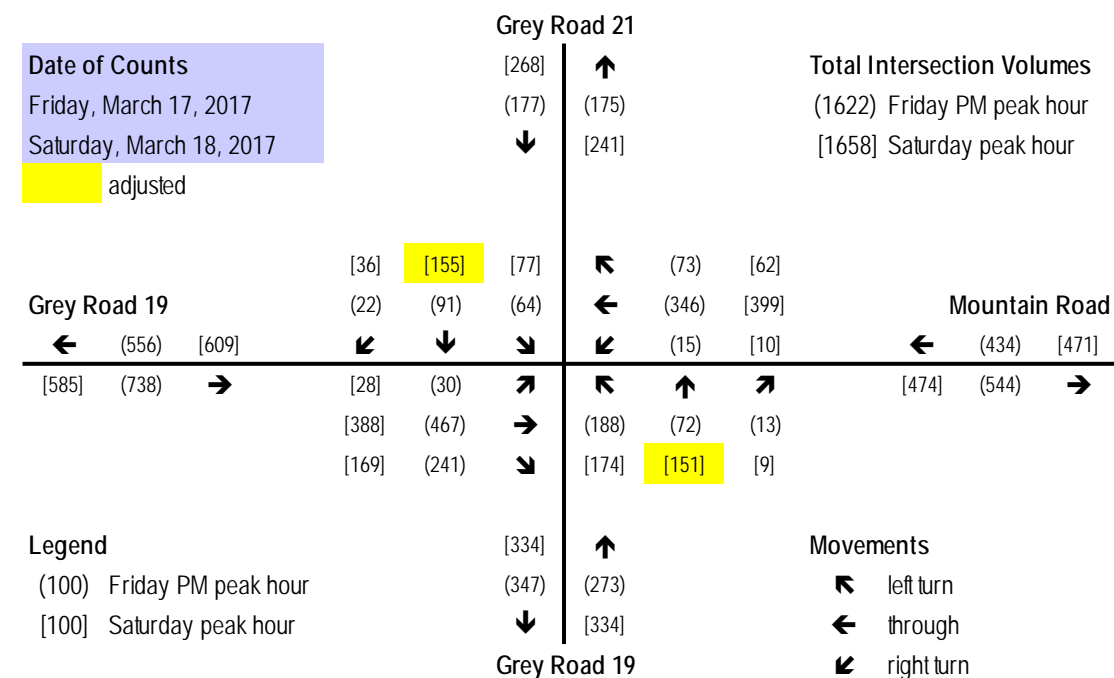 Grey Road 21
Date of Counts [268] Total Intersection Volumes
Friday, March 17, 2017 (177) (175) (1622) Friday PM peak hour
Saturday, March 18, 2017 [241] [1658] Saturday peak hour
adjusted
[36] [155] [77] (73) [62]
Grey Road 19 (22) (91) (64) (346) [399] Mountain Road
(556) [609] (15) [10] (434) [471]
[585] (738) [28] (30) [474] (544)
[388] (467) (188) (72) (13)
[169] (241) [174] [151] [9]
Legend [334] Movements
(100) Friday PM peak hour (347) (273) left turn
[100] Saturday peak hour [334] through
Grey Road 19 right turn